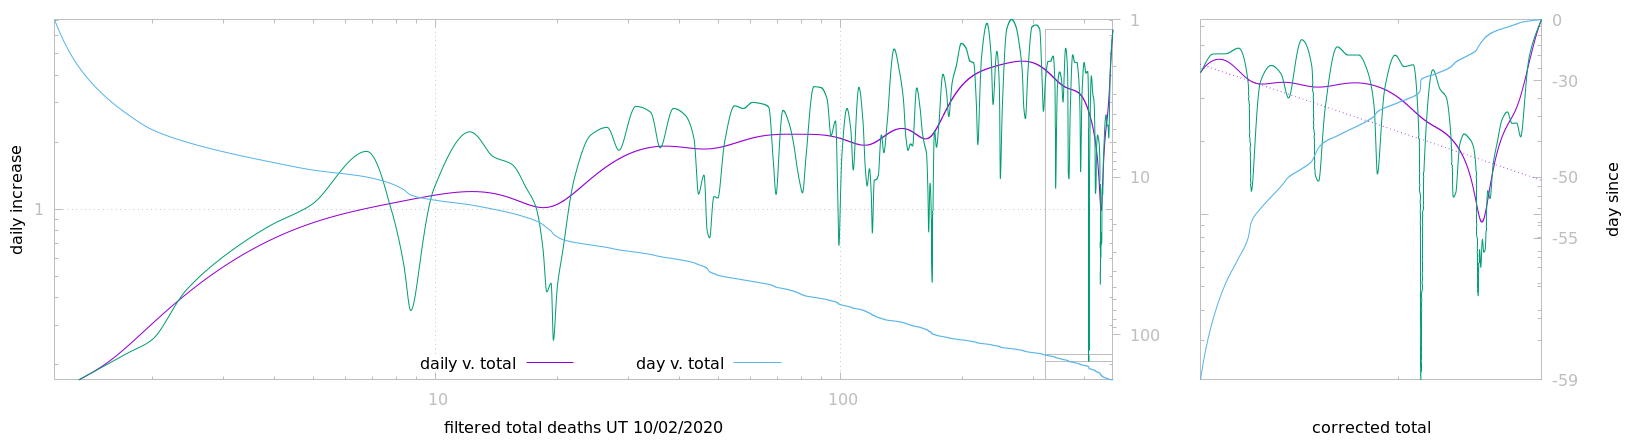 daily increase
1
daily v. total
day v. total
10
100
filtered total deaths UT 10/02/2020
1
10
100
0
-30
-50
-55
-59
day since
corrected total